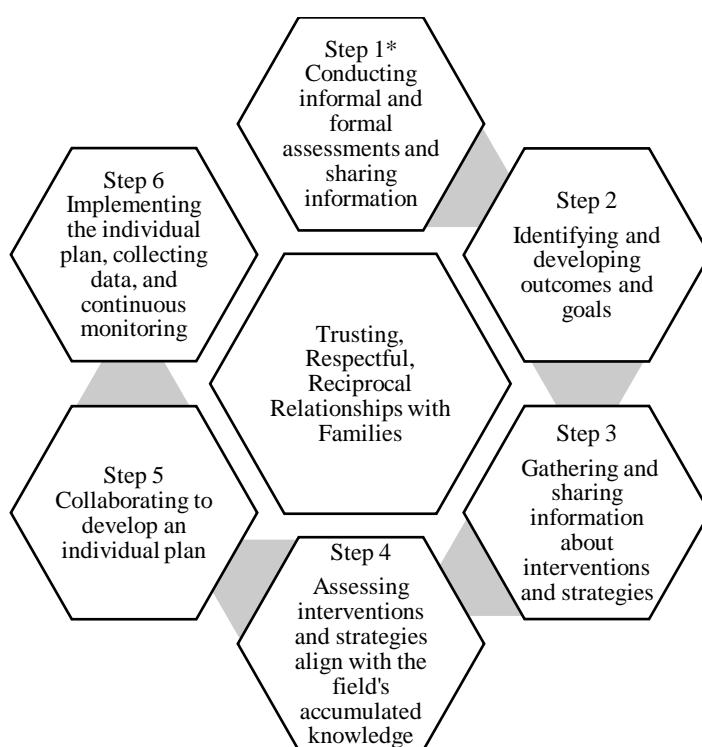 Step 1*
Conducting
informal and
formal
assessments and
sharing
information
Step 2
Identifying and
developing
outcomes and
goals
Step 3
Gathering and
sharing
information
about
interventions
and strategies
Step 4
Assessing
interventions
and strategies
align with the
field's
accumulated
knowledge
Step 5
Collaborating to
develop an
individual plan
Step 6
Implementing
the individual
plan, collecting
data, and
continuous
monitoring
Trusting,
Respectful,
Reciprocal
Relationships with
Families